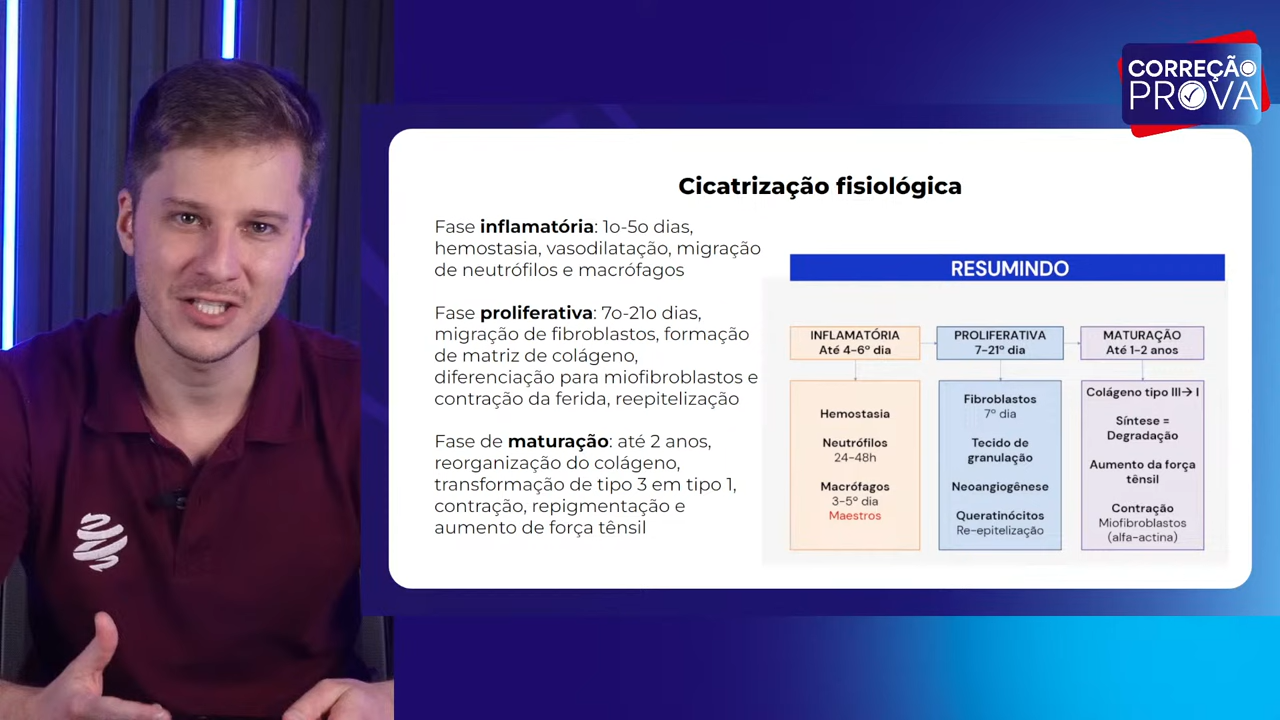 CORREÇÃO
PROVA
Cicatrização fisiológica
Fase inflamatória: 1o-5o dias,
hemostasia, vasodilatação, migração
de neutrófilos e macrófagos
Fase proliferativa: 7o-21o dias,
migração de fibroblastos, formação
de matriz de colágeno,
diferenciação para miofibroblastos e
contração da ferida, reepitelização
Fase de maturação: até 2 anos,
reorganização do colágeno,
transformação de tipo 3 em tipo 1,
contração, repigmentação e
aumento de força tênsil
RESUMINDO
INFLAMATÓRIA
Até 4-6º dia
Hemostasia
Neutrófilos
24-48h
Macrófagos
3-5º dia
Maestros
PROLIFERATIVA
7-21º dia
Fibroblastos
7º dia
Tecido de
granulação
Neoangiogênese
Queratinócitos
Re-epitelização
MATURAÇÃO
Até 1-2 anos
Colágeno tipo III→ I
Síntese =
Degradação
Aumento da força
tênsil
Contração
Miofibroblastos
(alfa-actina)